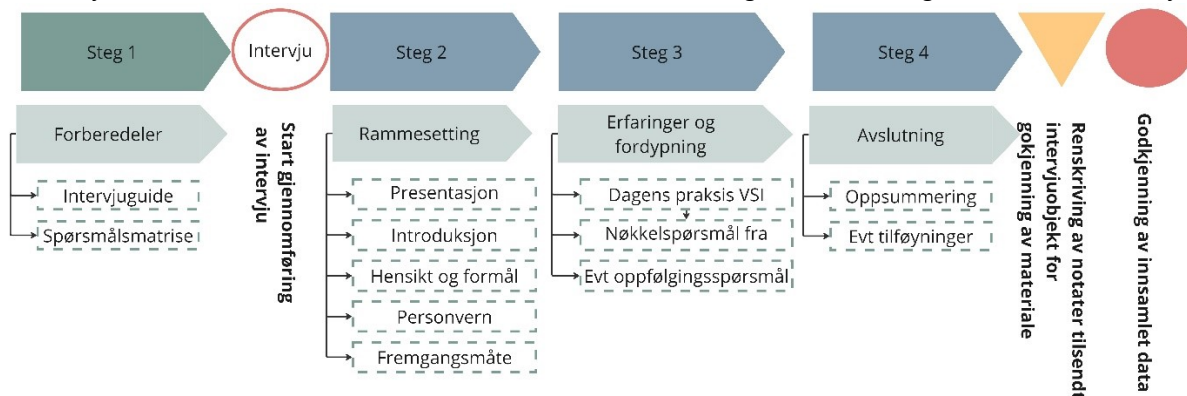 Steg 1
Intervju
Steg 2
Steg 3
Steg 4
Forberedeler
Intervjuguide
Spørsmålsmatrise
Start gjennomføring
av intervju
Rammesetting
Presentasjon
Introduksjon
Hensikt og formål
Personvern
Fremgangsmåte
Erfaringer og
fordypning
Dagens praksis VSI
Nøkkelspørsmål fra
Evt oppfølgingsspørsmål
Avslutning
Oppsummering
Evt tilføyninger
Renskriving av notater tilsendt
intervjuobjekt for
gokjenning av materiale
Godkjenning av innsamlet data